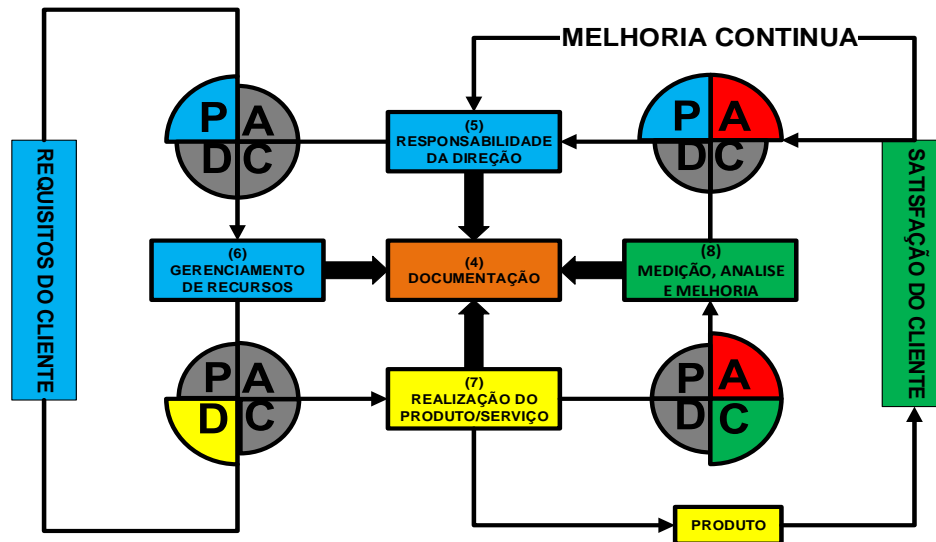 MELHORIA CONTINUA
P A
D C
(5)
RESPONSABILIDADE
DA DIREÇÃO
P A
D C
REQUISITOS DO CLIENTE
SATISFAÇÃO DO CLIENTE
(6)
GERENCIAMENTO
DE RECURSOS
(4)
DOCUMENTAÇÃO
(8)
MEDIÇÃO, ANALISE
E MELHORIA
P A
D C
(7)
REALIZAÇÃO DO
PRODUTO/SERVIÇO
P A
D C
PRODUTO